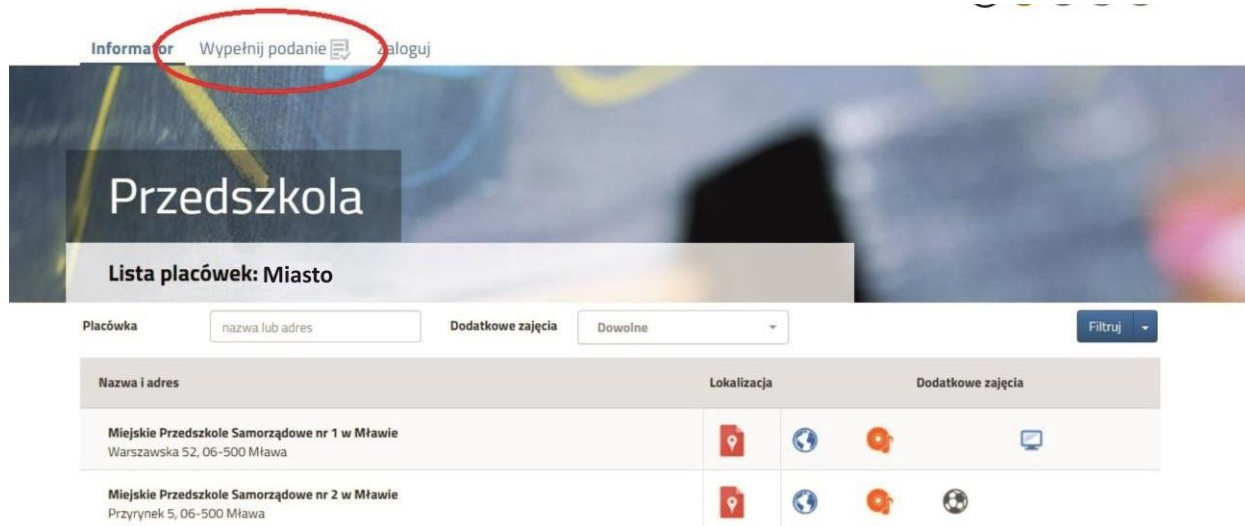 Informator Wypełnij podanie Zaloguj
Przedszkola
Lista placówek: Miasto
Placówka nazwa lub adres Dodatkowe zajęcia Dowolne Filtruj
Nazwa i adres Lokalizacja Dodatkowe zajęcia
Miejskie Przedszkole Samorządowe nr 1 w Mławie
Warszawska 52, 06-500 Mława
Miejskie Przedszkole Samorządowe nr 2 w Mławie
Przyrynek 5, 06-500 Mława